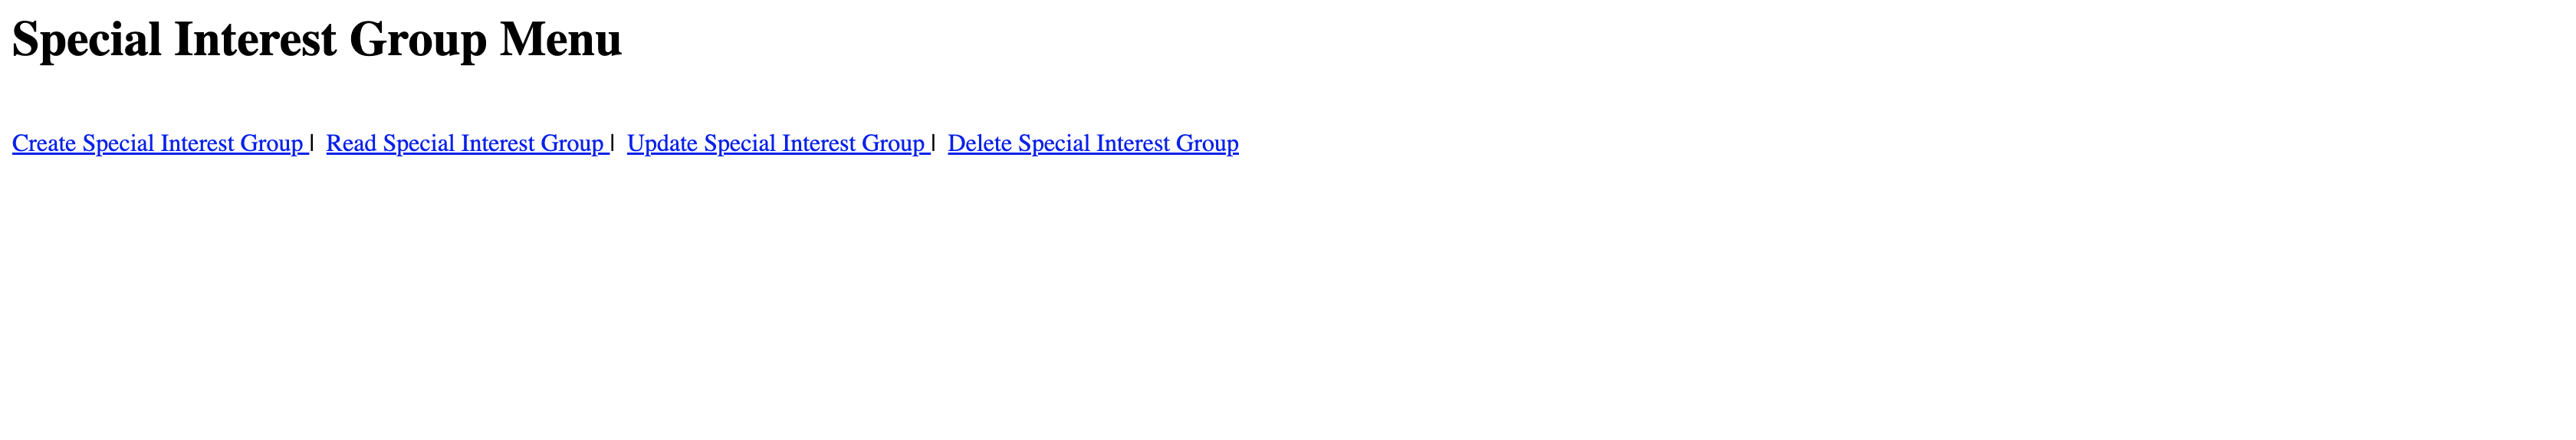 Special Interest Group Menu
Create Special Interest Group | Read Special Interest Group | Update Special Interest Group | Delete Special Interest Group